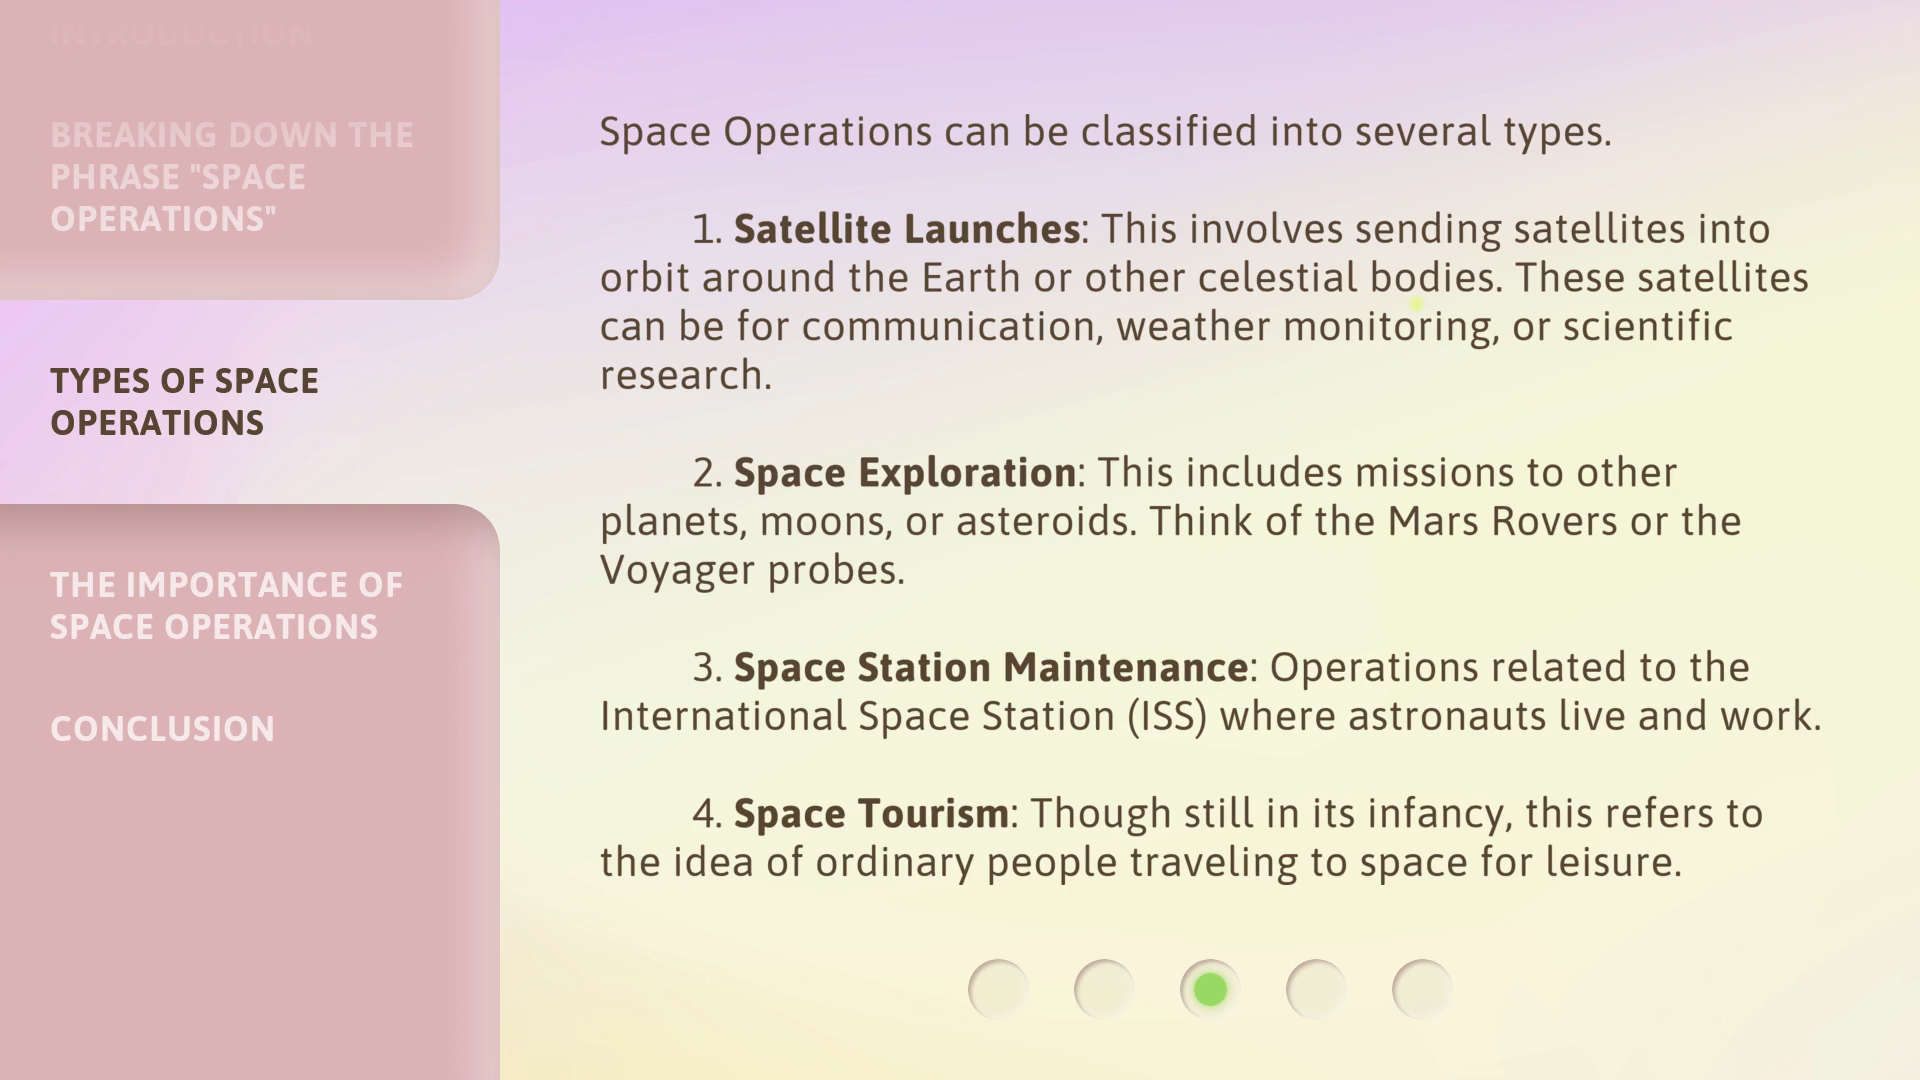 INTRODUCTION
BREAKING DOWN THE
PHRASE "SPACE
OPERATIONS"
TYPES OF SPACE
OPERATIONS
THE IMPORTANCE OF
SPACE OPERATIONS
CONCLUSION
Space Operations can be classified into several types.
1. Satellite Launches: This involves sending satellites into
orbit around the Earth or other celestial bodies. These satellites
can be for communication, weather monitoring, or scientific
research.
2. Space Exploration: This includes missions to other
planets, moons, or asteroids. Think of the Mars Rovers or the
Voyager probes.
3. Space Station Maintenance: Operations related to the
International Space Station (ISS) where astronauts live and work.
4. Space Tourism: Though still in its infancy, this refers to
the idea of ordinary people traveling to space for leisure.